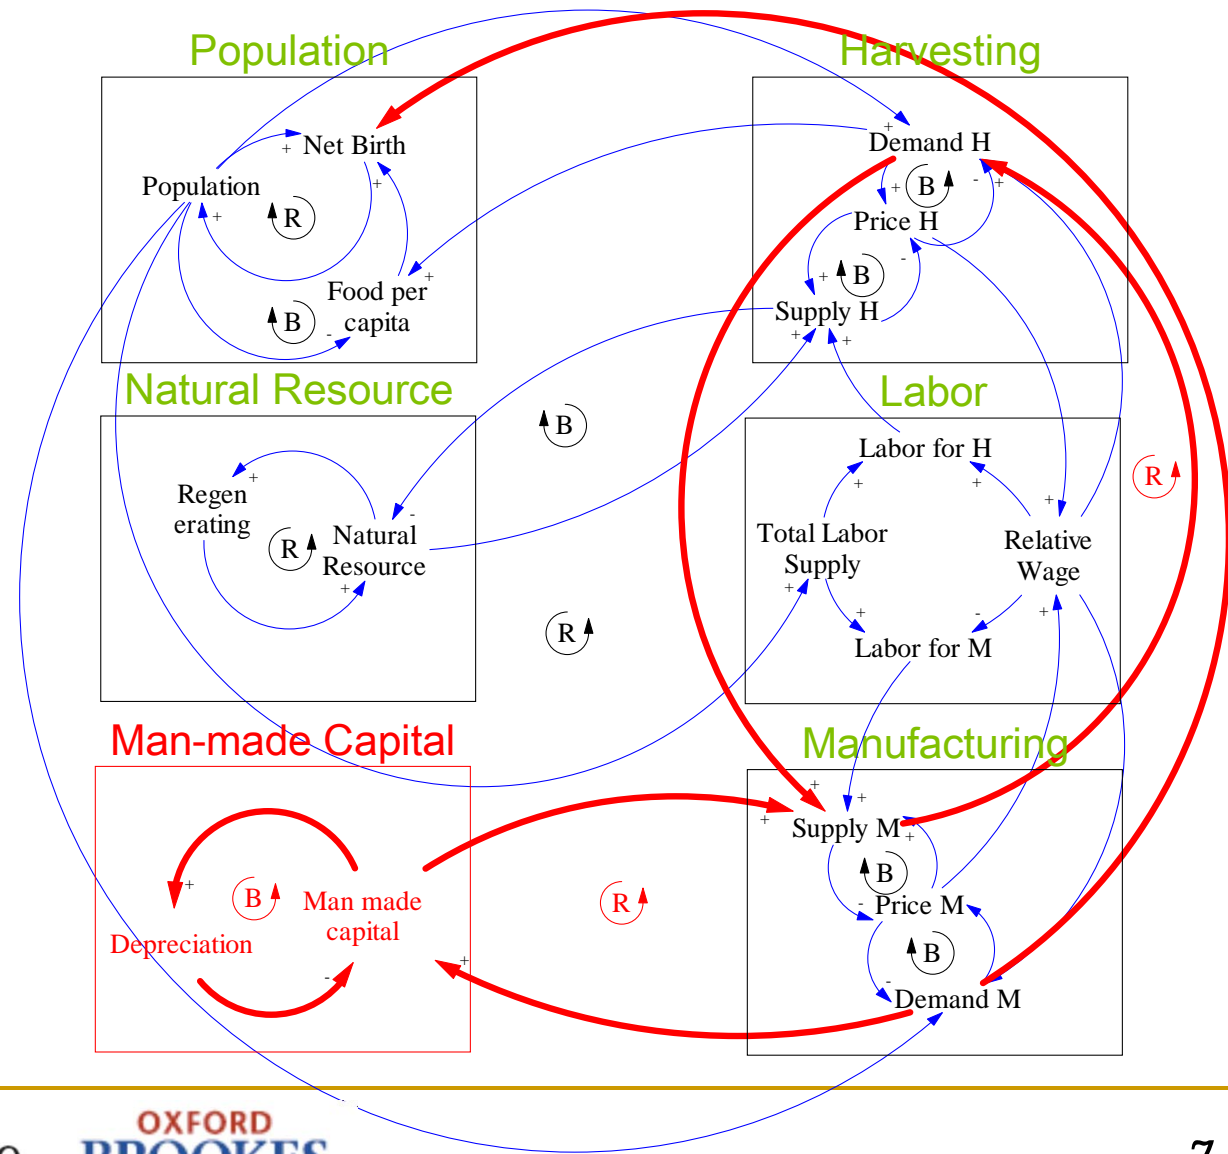 Population
Net Birth
+
+
Population
+
R
Food per
capita
+
B
-
Harvesting
+
Demand H
+
B
-
+
Price H
+
B
-
Supply H
+
+
Natural Resource
+
Regen
erating
R
-
Natural
Resource
+
B
R
Labor
Labor for H
+
+
Total Labor
Supply
+
+
Relative
Wage
+
+
-
Labor for M
R
Man-made Capital
+
B
Man made
capital
Depreciation
-
+
R
Manufacturing
+
+
+
Supply M
+
B
-
Price M
B
-
Demand M
OXFORD
BROOKES
7